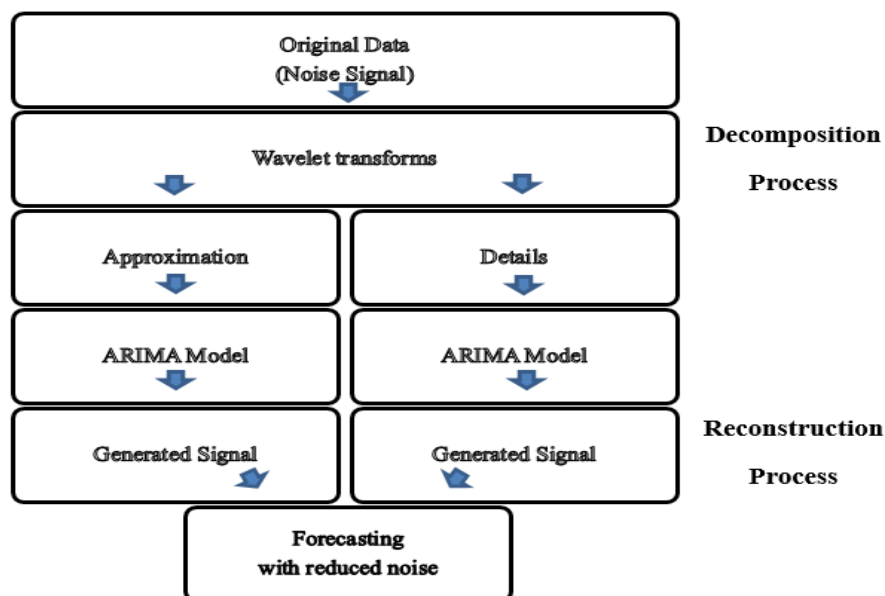 Original Data
(Noise Signal)
Wavelet transforms
Decomposition
Process
Approximation
Details
ARIMA Model
ARIMA Model
Generated Signal
Generated Signal
Reconstruction
Process
Forecasting
with reduced noise